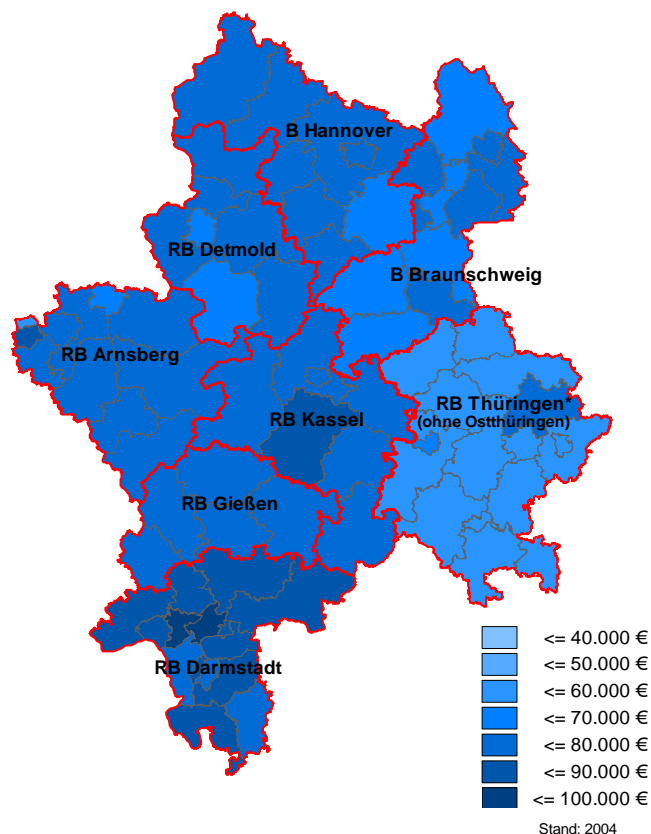 B Hannover
RB Detmold
B Braunschweig
RB Arnsberg
RB Thüringen*
(ohne Ostthüringen)
RB Kassel
RB Gießen
RB Darmstadt
<= 40.000 €
<= 50.000 €
<= 60.000 €
<= 70.000 €
<= 80.000 €
<= 90.000 €
<= 100.000 €
Stand: 2004